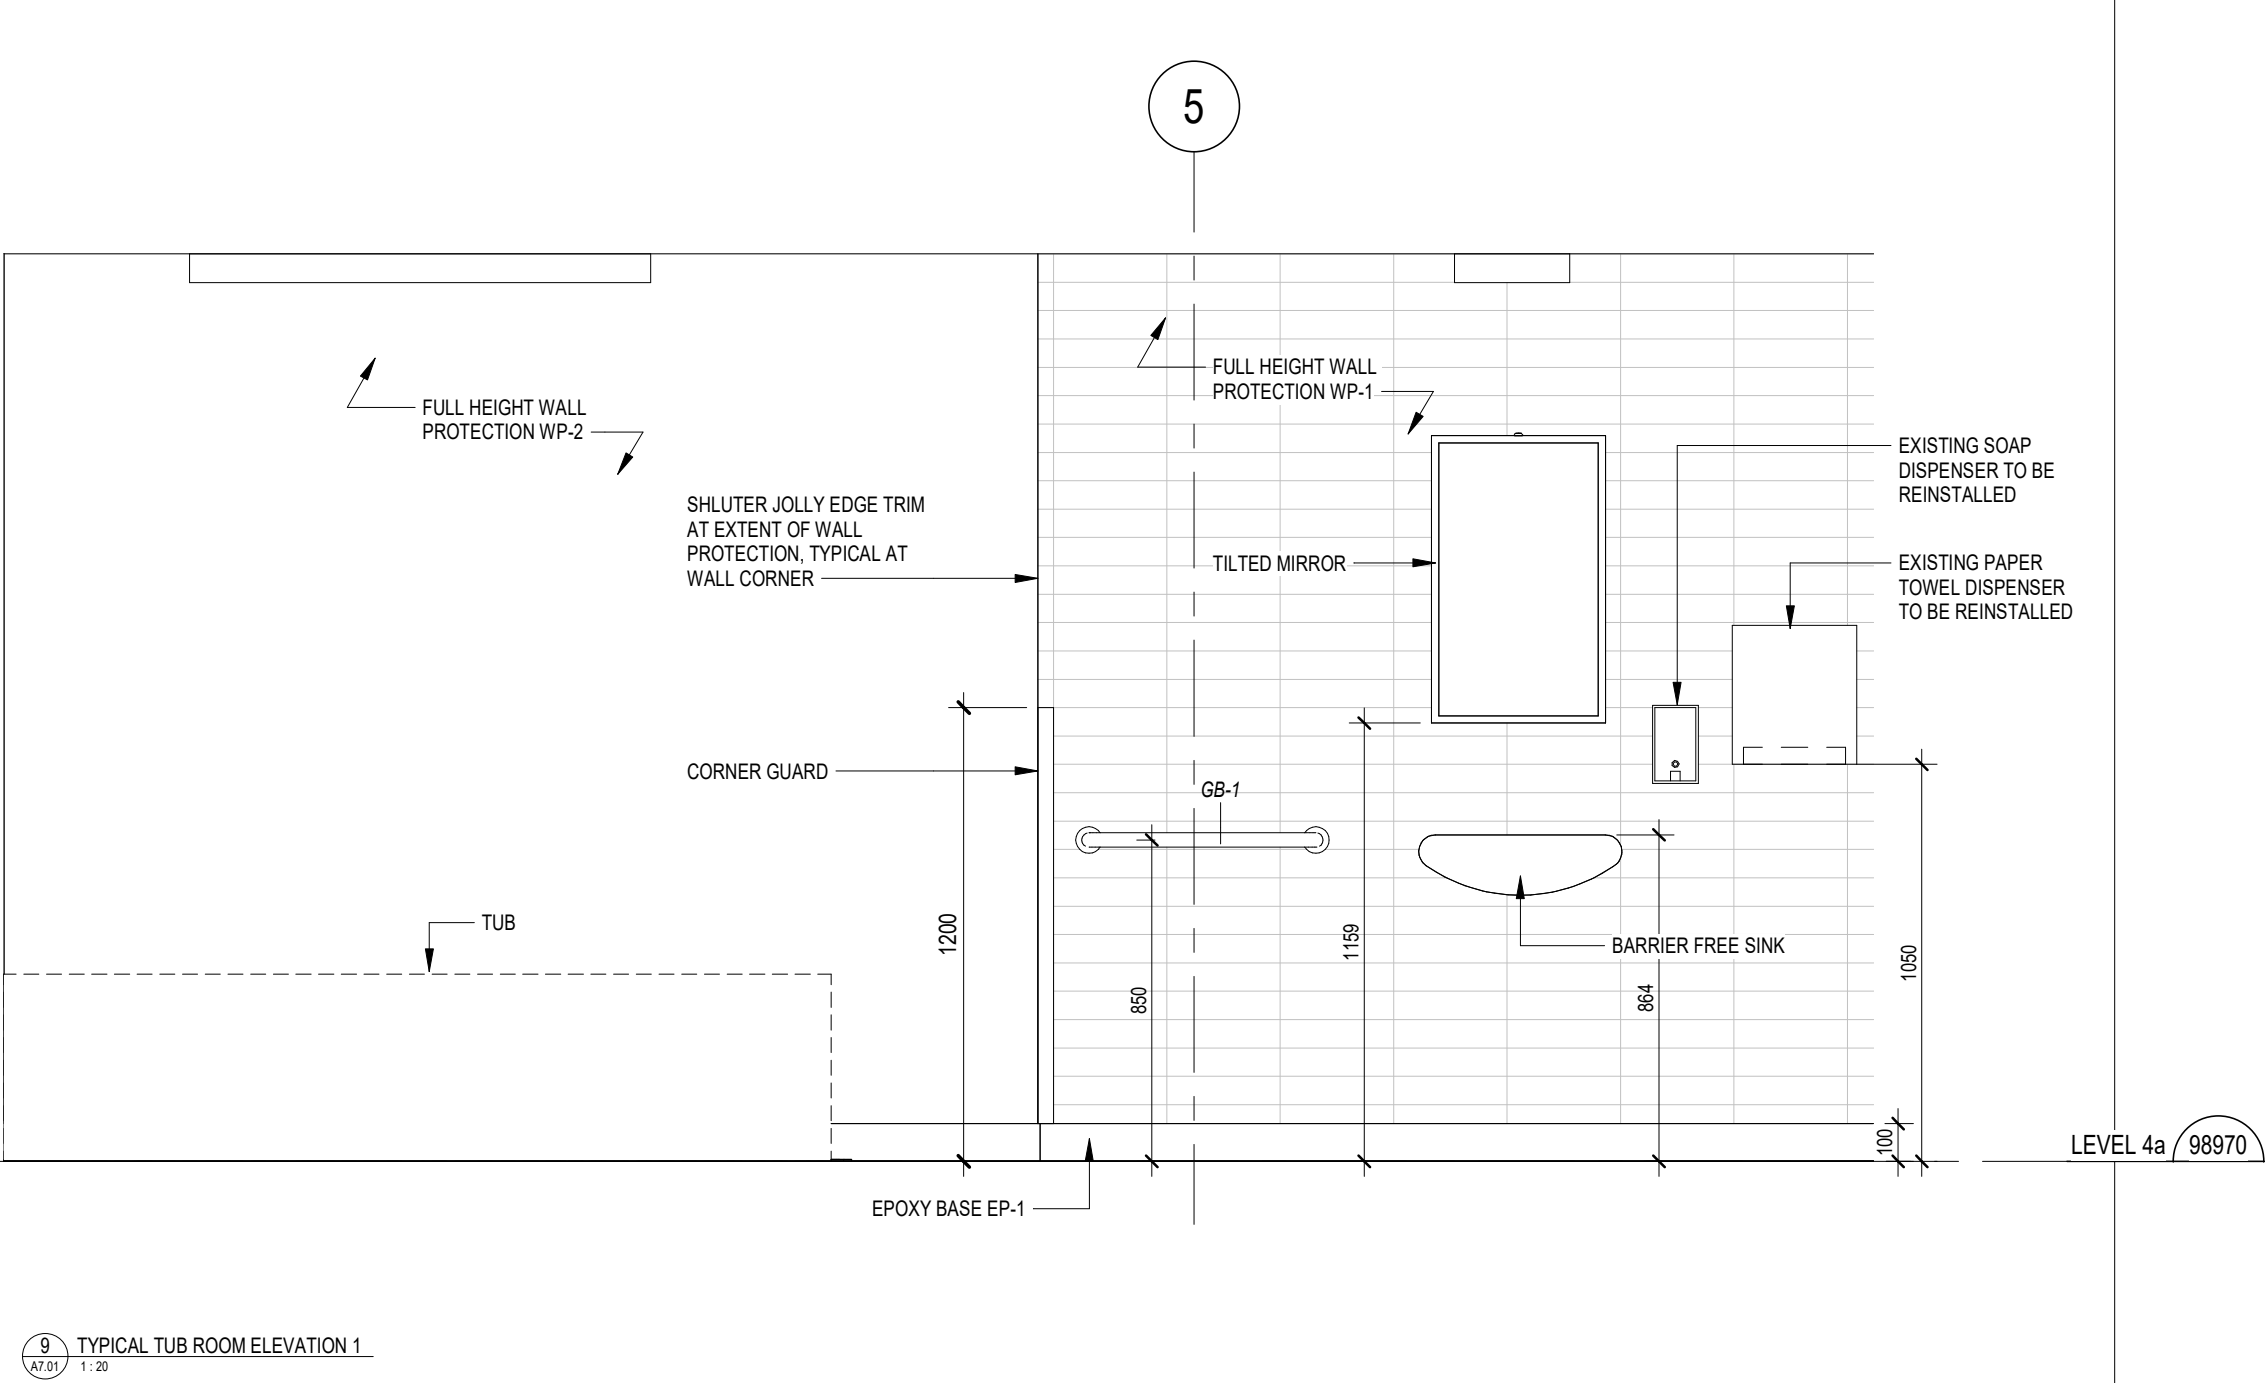 5
FULL HEIGHT WALL
PROTECTION WP-1
FULL HEIGHT WALL
PROTECTION WP-2
EXISTING SOAP
DISPENSER TO BE
REINSTALLED
SHLUTER JOLLY EDGE TRIM
AT EXTENT OF WALL
PROTECTION, TYPICAL AT
WALL CORNER
TILTED MIRROR
EXISTING PAPER
TOWEL DISPENSER
TO BE REINSTALLED
CORNER GUARD
GB-1
TUB
1200
1159
BARRIER FREE SINK
850
864
1050
100
LEVEL 4a
98970
EPOXY BASE EP-1
9
TYPICAL TUB ROOM ELEVATION 1
A7.01
1 : 20